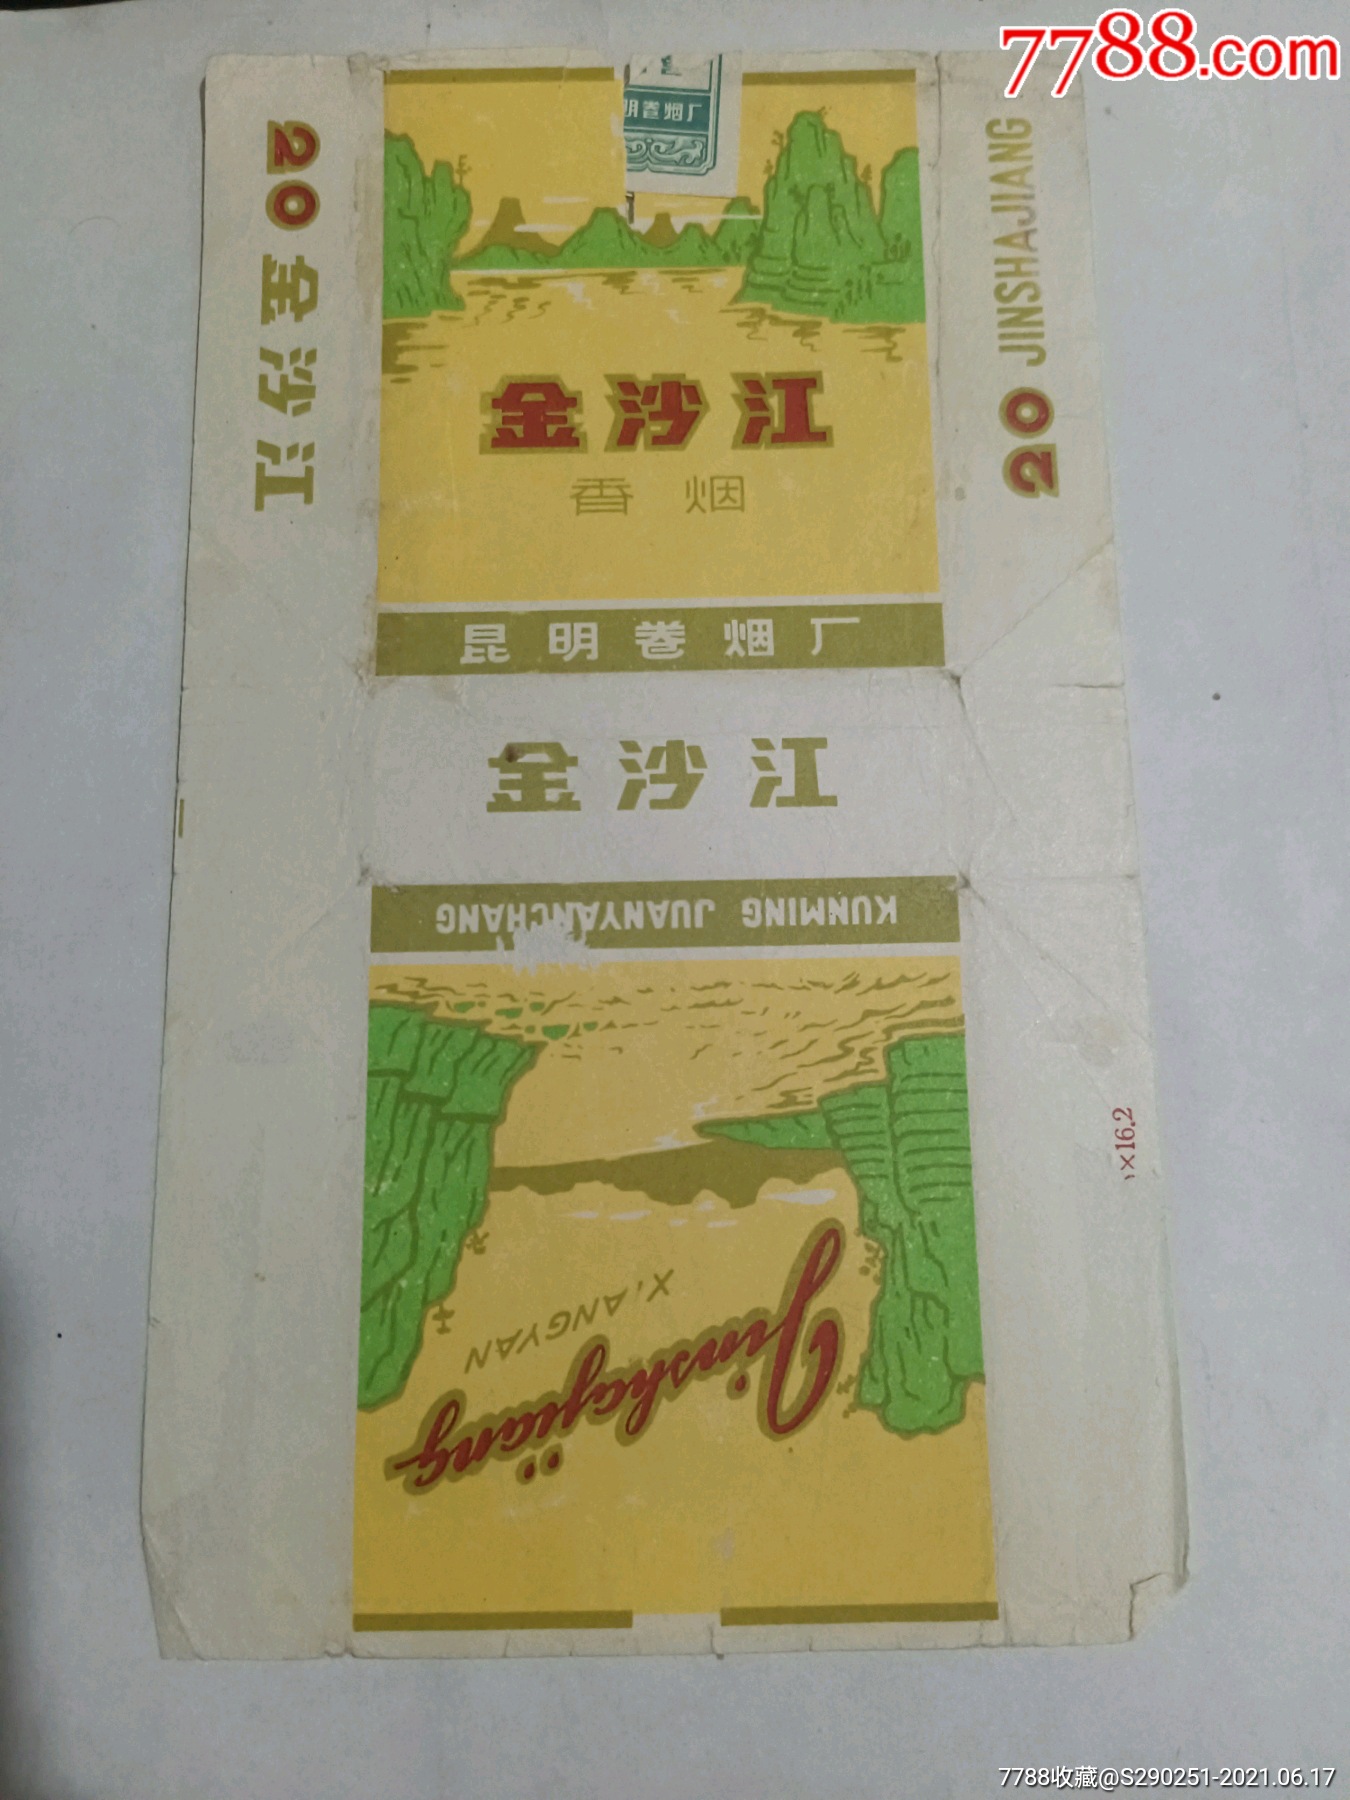 7788.com
明卷烟厂
20 金沙江
20 JINSHAJIANG
金沙江
香烟
昆明卷烟厂
金沙江
KUNMING JUANYANCHANG
Jinshajiang
XIANGYAN
×16.2
7788收藏@S290251-2021.06.17